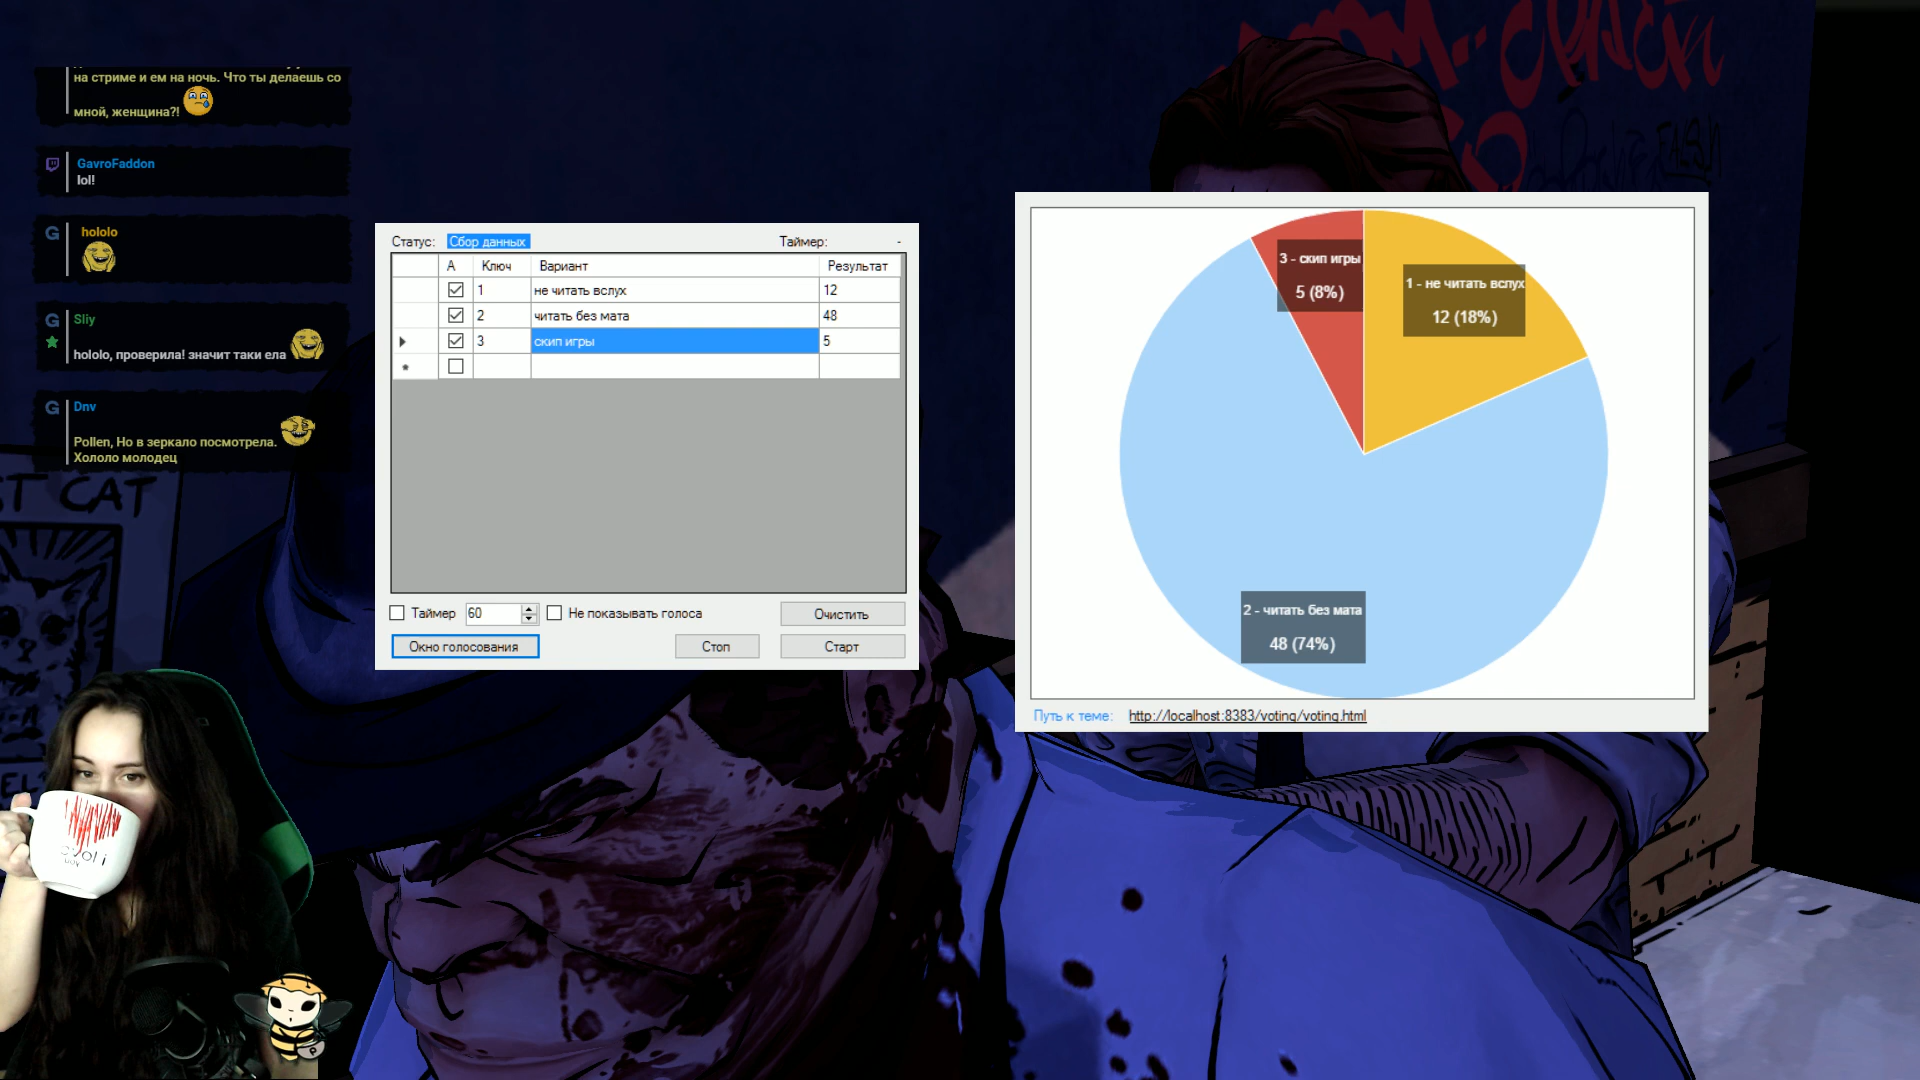 на стриме и ем на ночь. Что ты делаешь со
мной, женщина?!
GavroFaddon
lol!
hololo
Sliy
hololo, проверила! значит таки ела
Dnv
Pollen, Но в зеркало посмотрела.
Хололо молодец
Статус: Сбор данных Таймер: -
А Ключ Вариант Результат
1 не читать вслух 12
2 читать без мата 48
3 скип игры 5
Таймер 60 Не показывать голоса Очистить
Окно голосования Стоп Старт
3 - скип игры
5 (8%)
1 - не читать вслух
12 (18%)
2 - читать без мата
48 (74%)
Путь к теме: http://localhost:8383/voting/voting.html
CAT